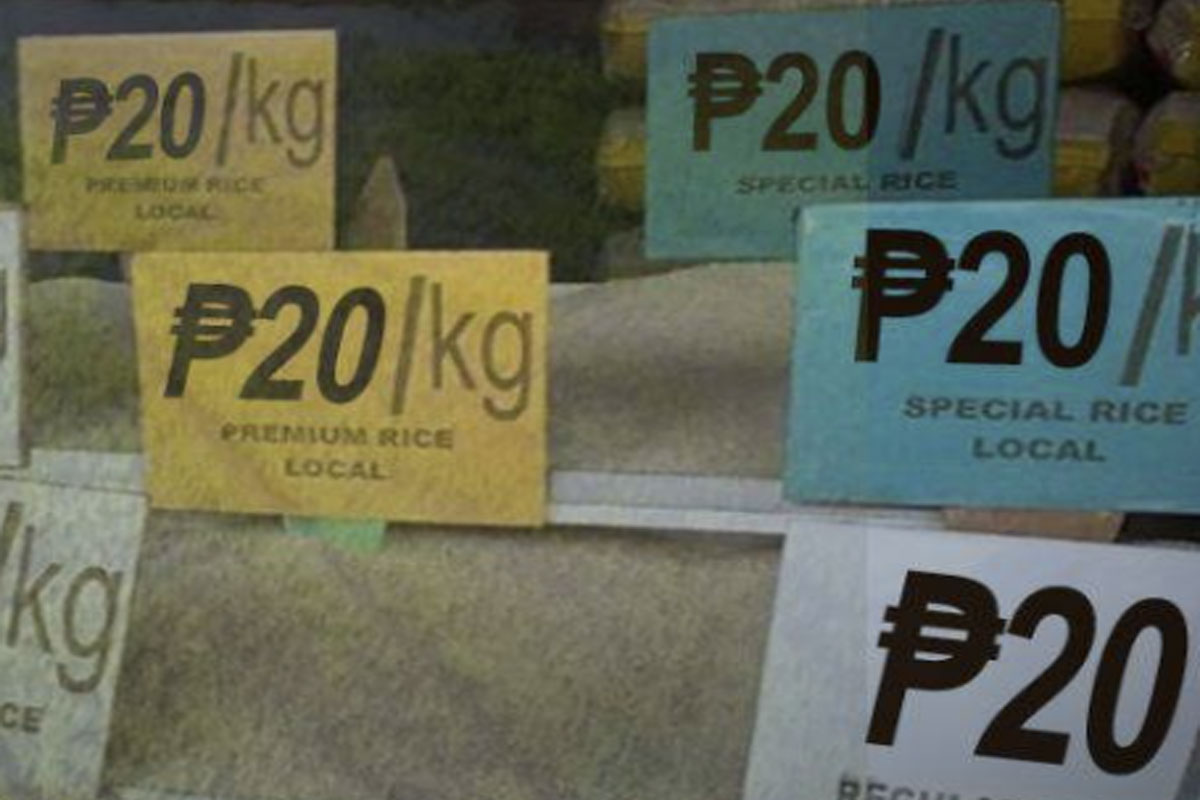 ₱20/kg
PREMIUM RICE
LOCAL
₱20/kg
SPECIAL RICE
₱20/kg
PREMIUM RICE
LOCAL
₱20/k
SPECIAL RICE
LOCAL
/kg
CE
₱20